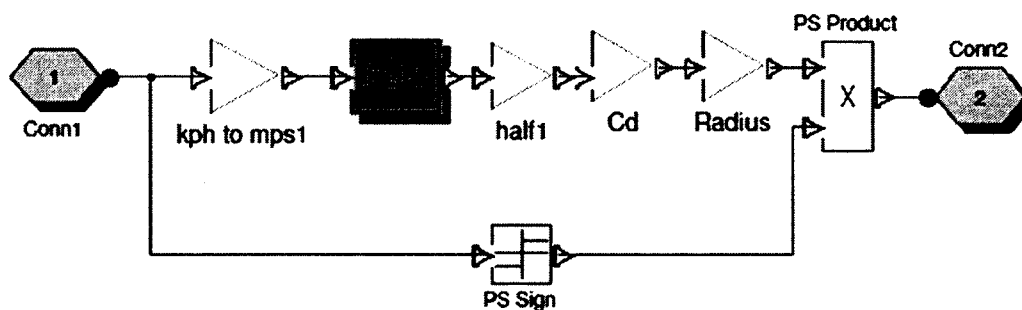 PS Product
Conn2
1
X
2
Conn1
kph to mps1
half1
Cd
Radius
PS Sign